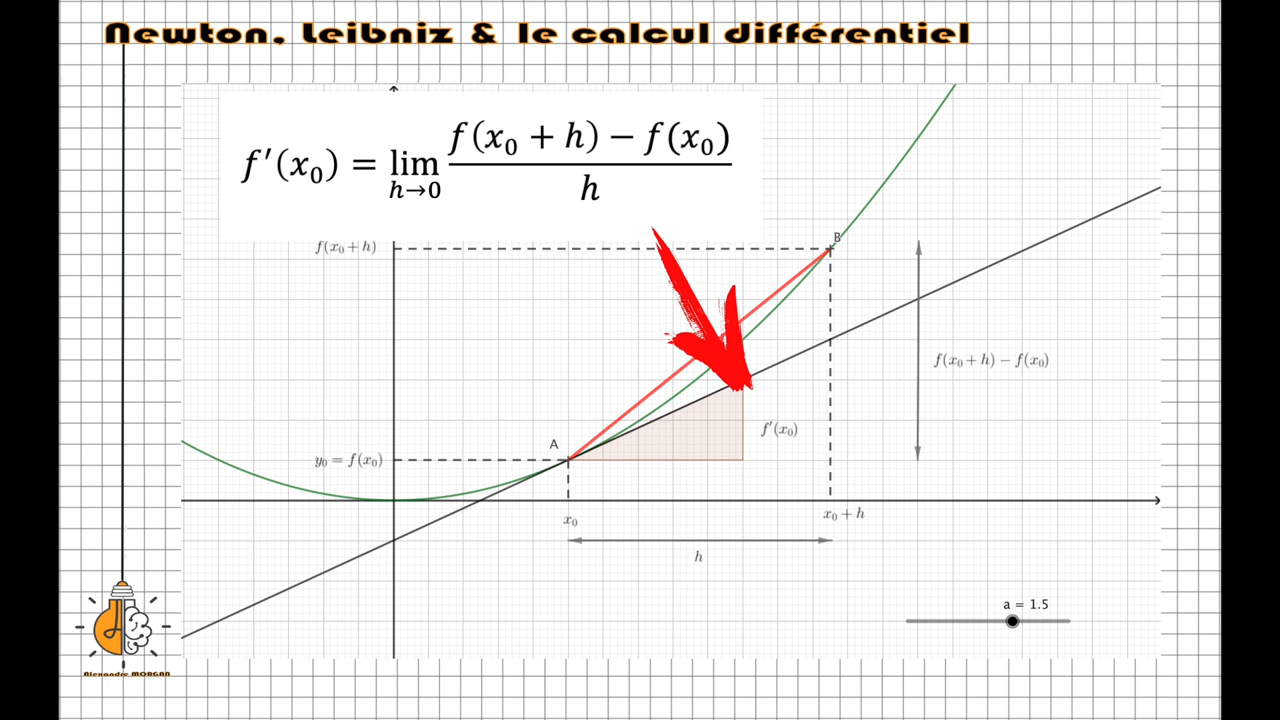 Newton, Leibniz & le calcul différentiel
f'(x₀) = lim h→0 f(x₀ + h) − f(x₀) / h
f(x₀ + h)
B
f(x₀ + h) − f(x₀)
A
f'(x₀)
y₀ = f(x₀)
x₀
x₀ + h
h
a = 1.5
Alexandre MORGAN